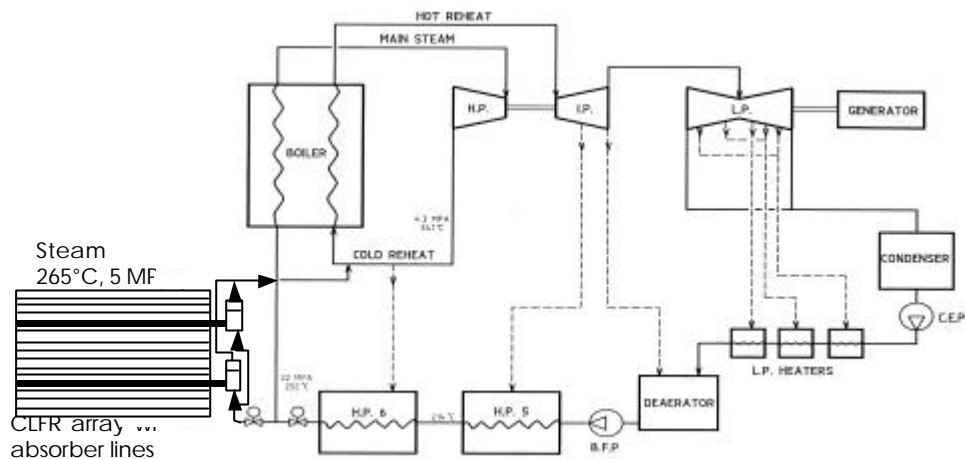 HOT REHEAT
MAIN STEAM
H.P.
I.P.
L.P.
GENERATOR
BOILER
4.3 MPA
COLD REHEAT
Steam
265°C, 5
CONDENSER
C.E.P
L.P. HEATERS
DEAERATOR
B.F.P
H.P. 6
H.P. 5
CLFR array
absorber lines